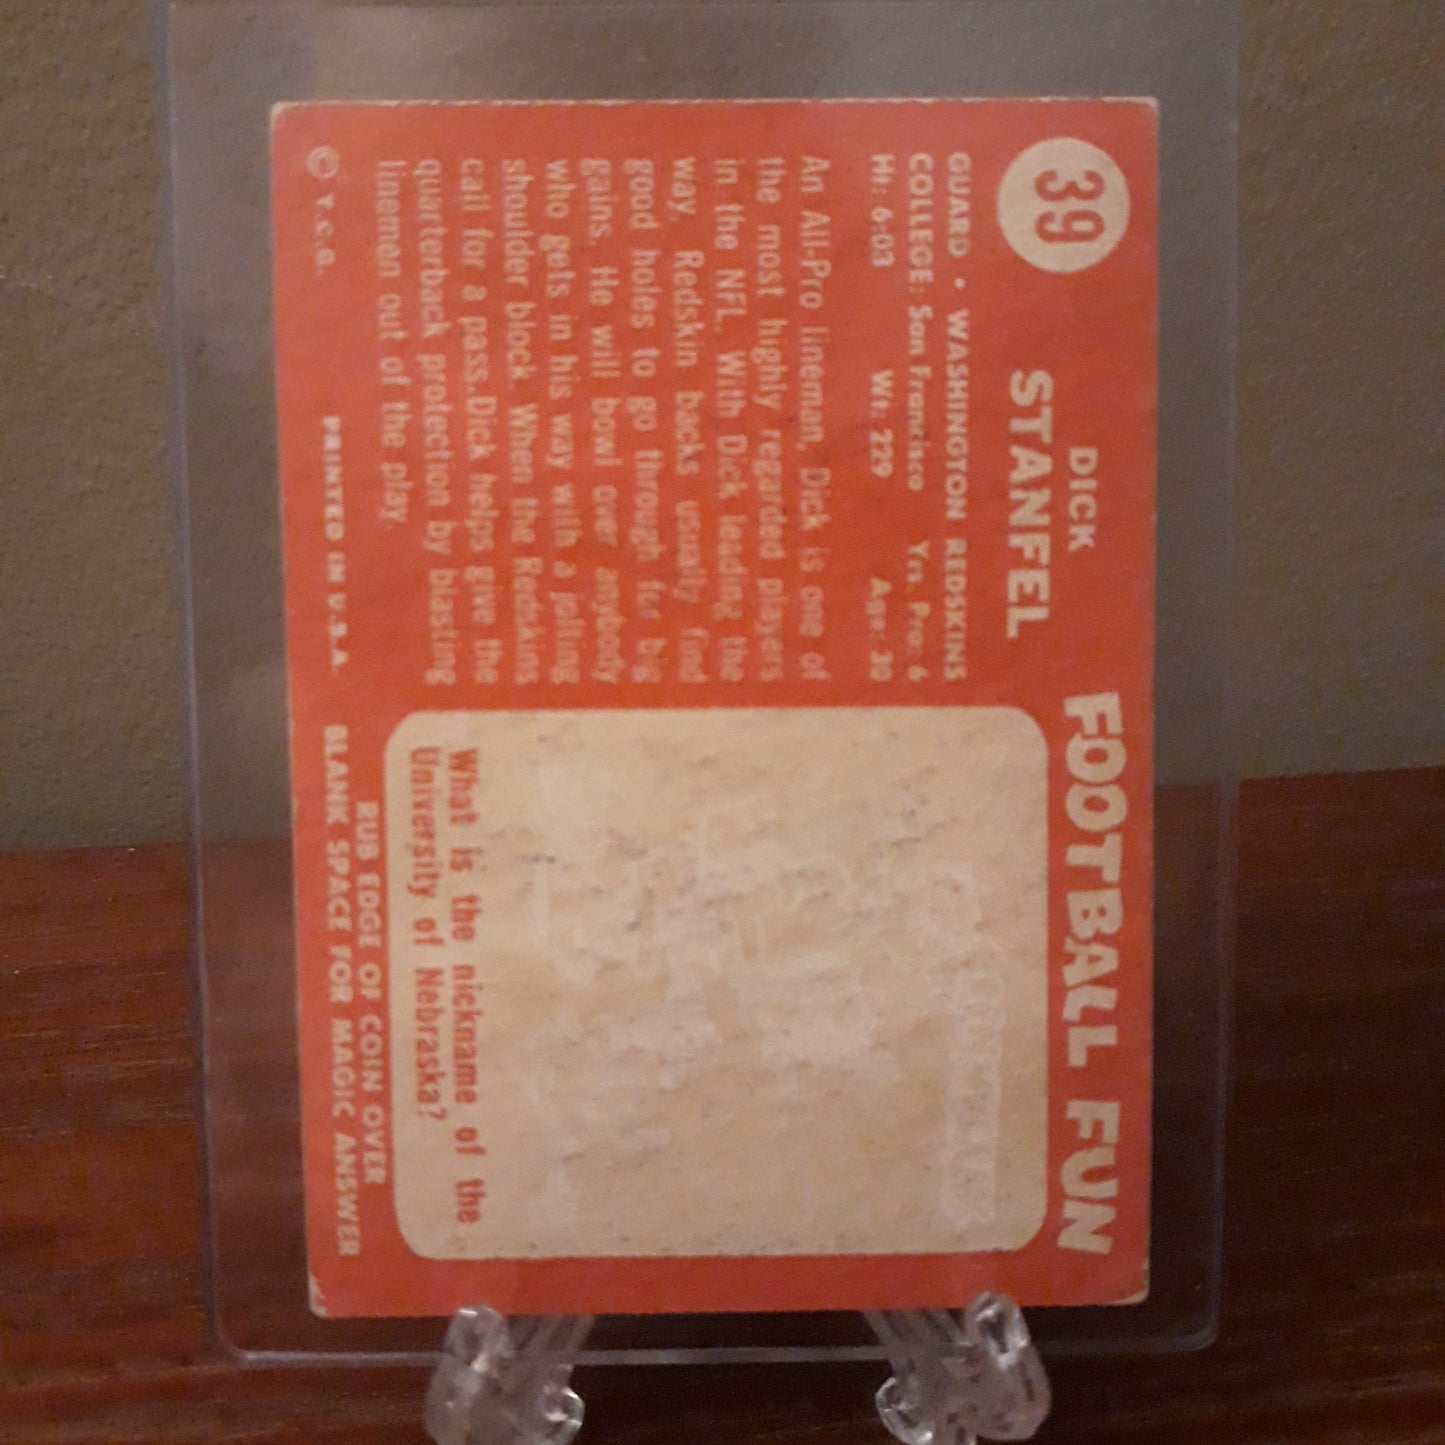 39
DICK
STANFEL
GUARD • WASHINGTON REDSKINS
COLLEGE: San Francisco Yrs. Pro: 6
Ht: 6:03 Wt: 229 Age: 30
An All-Pro lineman, Dick is one of
the most highly regarded players
in the NFL. With Dick leading the
way, Redskin backs usually find
good holes to go through for big
gains. He will bowl over anybody
who gets in his way with a jolting
shoulder block. When the Redskins
call for a pass, Dick helps give the
quarterback protection by blasting
linemen out of the play.
© T.C.G. PRINTED IN U.S.A.
FOOTBALL FUN
What is the nickname of the
University of Nebraska?
RUB EDGE OF COIN OVER
BLANK SPACE FOR MAGIC ANSWER